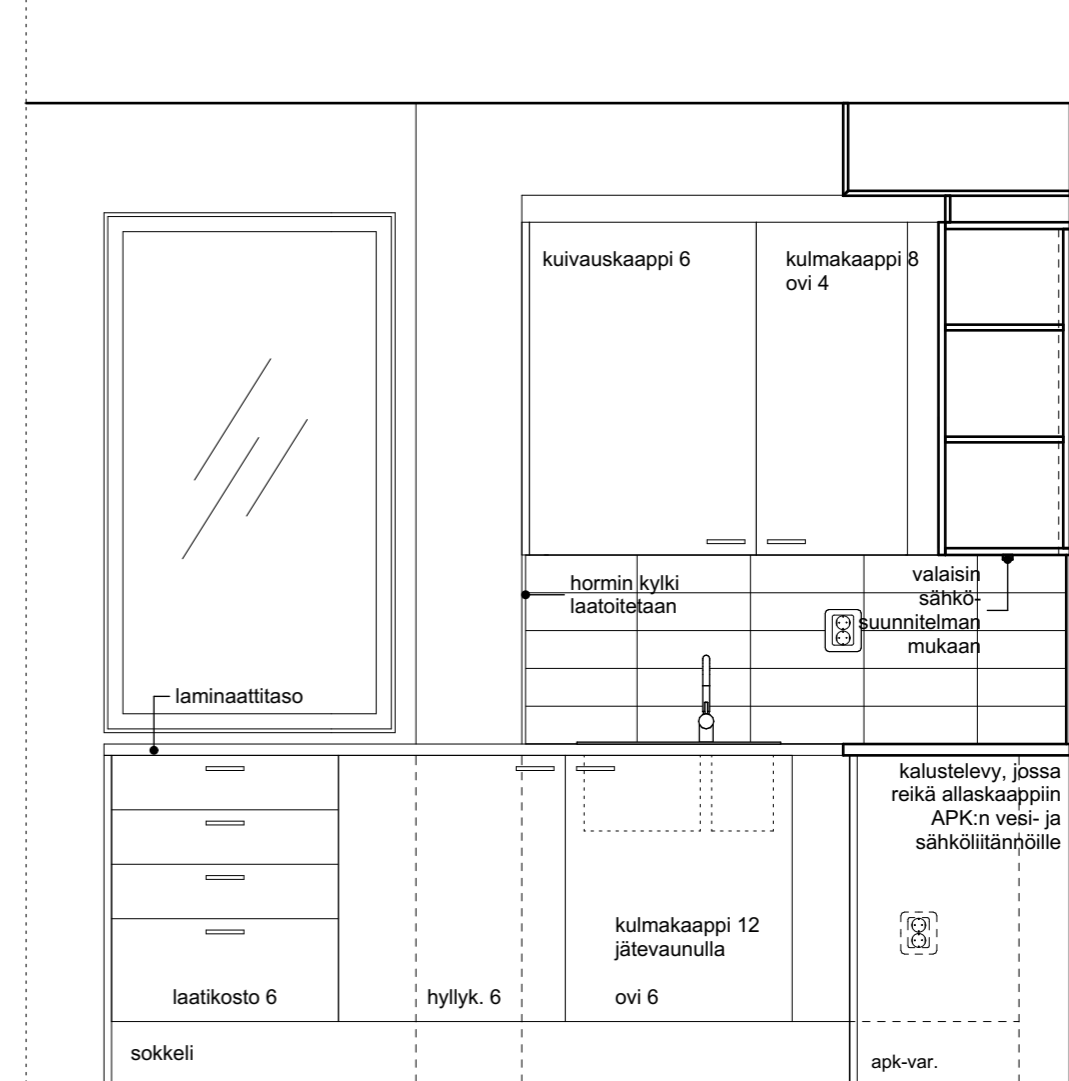 kuivauskaappi 6
kulmakaappi 8
ovi 4
hormin kylki
laatoitetaan
valaisin
sähkö-
suunnitelman
mukaan
laminaattitaso
kalustelevy, jossa
reikä allaskaappiin
APK:n vesi- ja
sähköliitännöille
kulmakaappi 12
jätevaunulla
laatikosto 6
hyllyk. 6
ovi 6
sokkeli
apk-var.